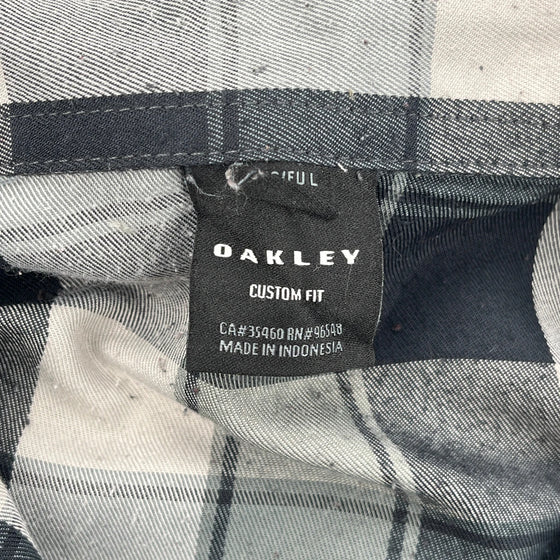 L
OAKLEY
CUSTOM FIT
CA#35460 RN#96548
MADE IN INDONESIA